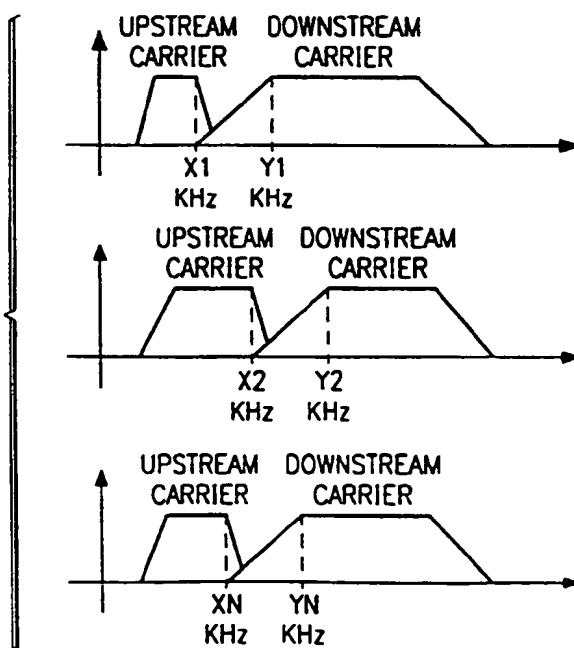 UPSTREAM CARRIER
DOWNSTREAM CARRIER
X1 KHz
Y1 KHz
UPSTREAM CARRIER
DOWNSTREAM CARRIER
X2 KHz
Y2 KHz
UPSTREAM CARRIER
DOWNSTREAM CARRIER
XN KHz
YN KHz